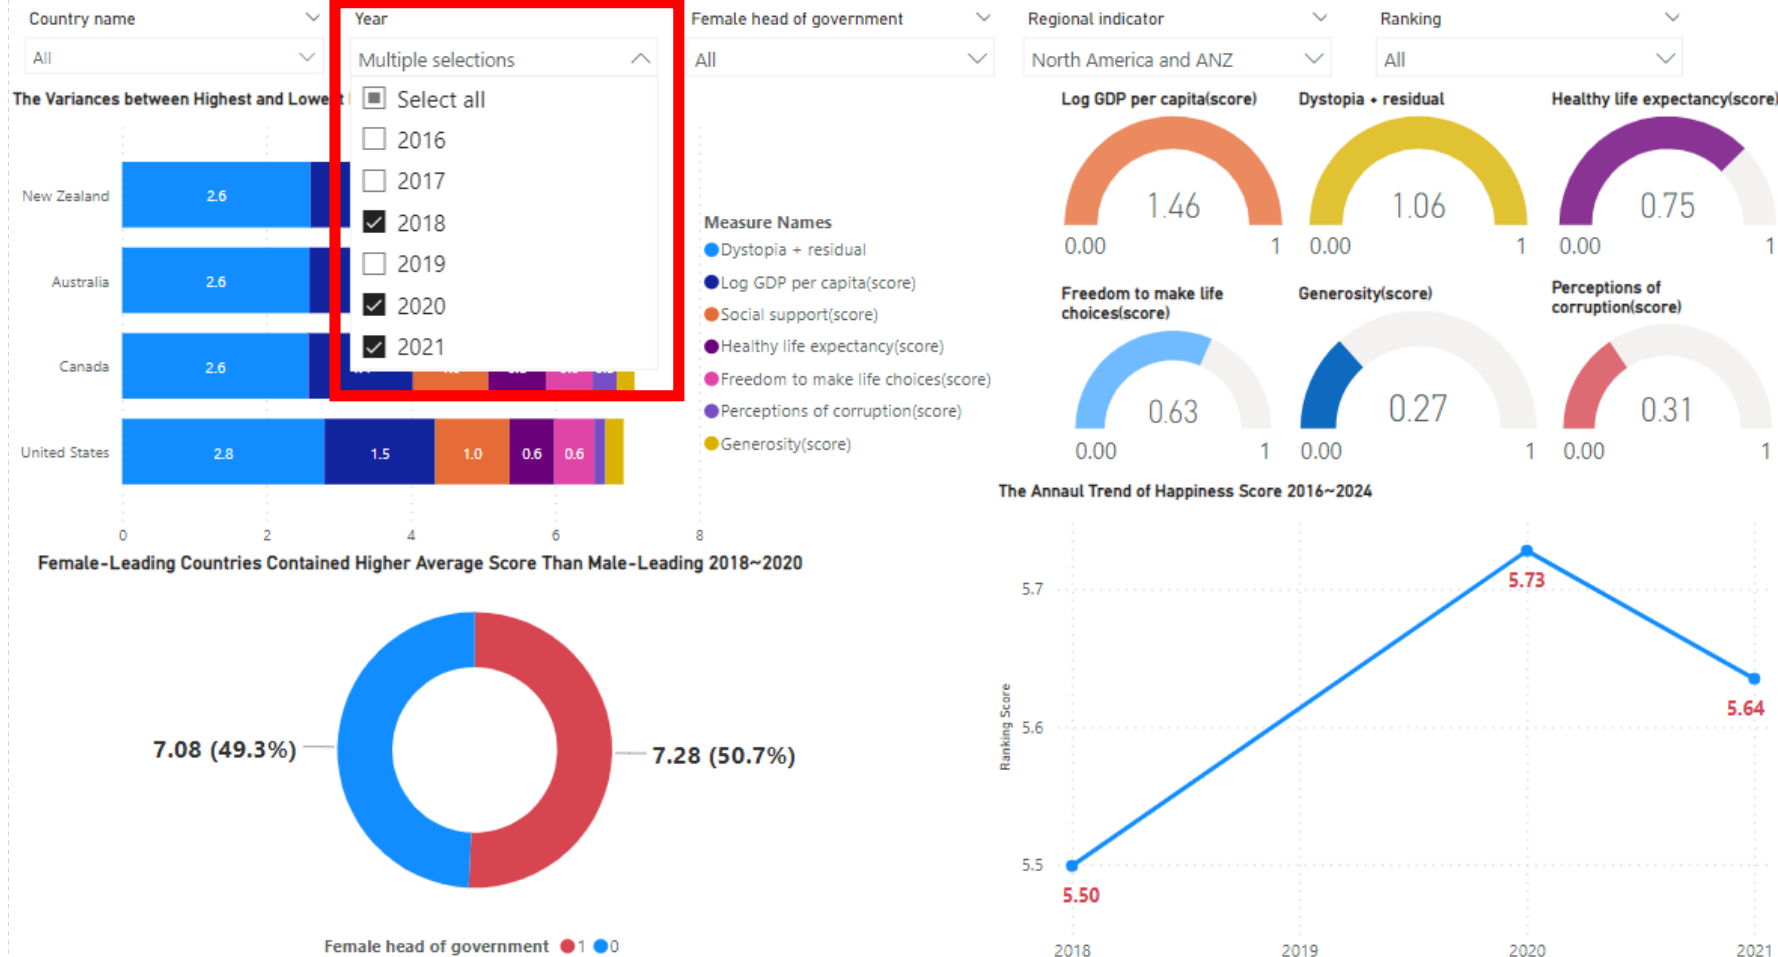 Country name
Year
Female head of government
Regional indicator
Ranking
All
Multiple selections
All
North America and ANZ
All
Select all
2016
2017
2018
2019
2020
2021
The Variances between Highest and Lowest
New Zealand
2.6
Australia
2.6
Canada
2.6
United States
2.8
1.5
1.0
0.6
0.6
0
2
4
6
8
Measure Names
Dystopia + residual
Log GDP per capita(score)
Social support(score)
Healthy life expectancy(score)
Freedom to make life choices(score)
Perceptions of corruption(score)
Generosity(score)
Log GDP per capita(score)
1.46
0.00
1
Dystopia + residual
1.06
0.00
1
Healthy life expectancy(score)
0.75
0.00
1
Freedom to make life
choices(score)
0.63
0.00
1
Generosity(score)
0.27
0.00
1
Perceptions of
corruption(score)
0.31
0.00
1
Female-Leading Countries Contained Higher Average Score Than Male-Leading 2018~2020
7.08 (49.3%)
7.28 (50.7%)
Female head of government
1
0
The Annaul Trend of Happiness Score 2016~2024
Ranking Score
5.7
5.6
5.5
5.50
5.73
5.64
2018
2019
2020
2021